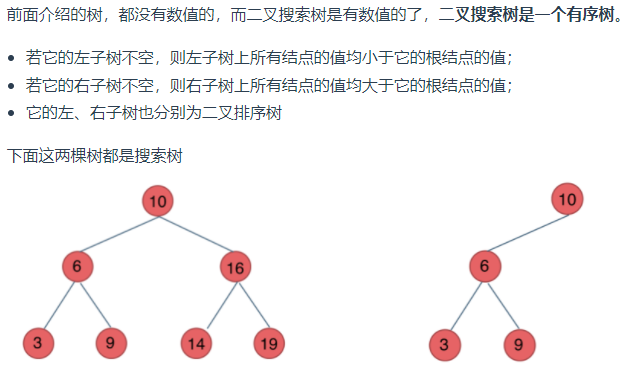 前面介绍的树，都没有数值的，而二叉搜索树是有数值的了，二叉搜索树是一个有序树。
若它的左子树不空，则左子树上所有结点的值均小于它的根结点的值；
若它的右子树不空，则右子树上所有结点的值均大于它的根结点的值；
它的左、右子树也分别为二叉排序树
下面这两棵树都是搜索树
10
6 16
3 9 14 19
10
6
3 9